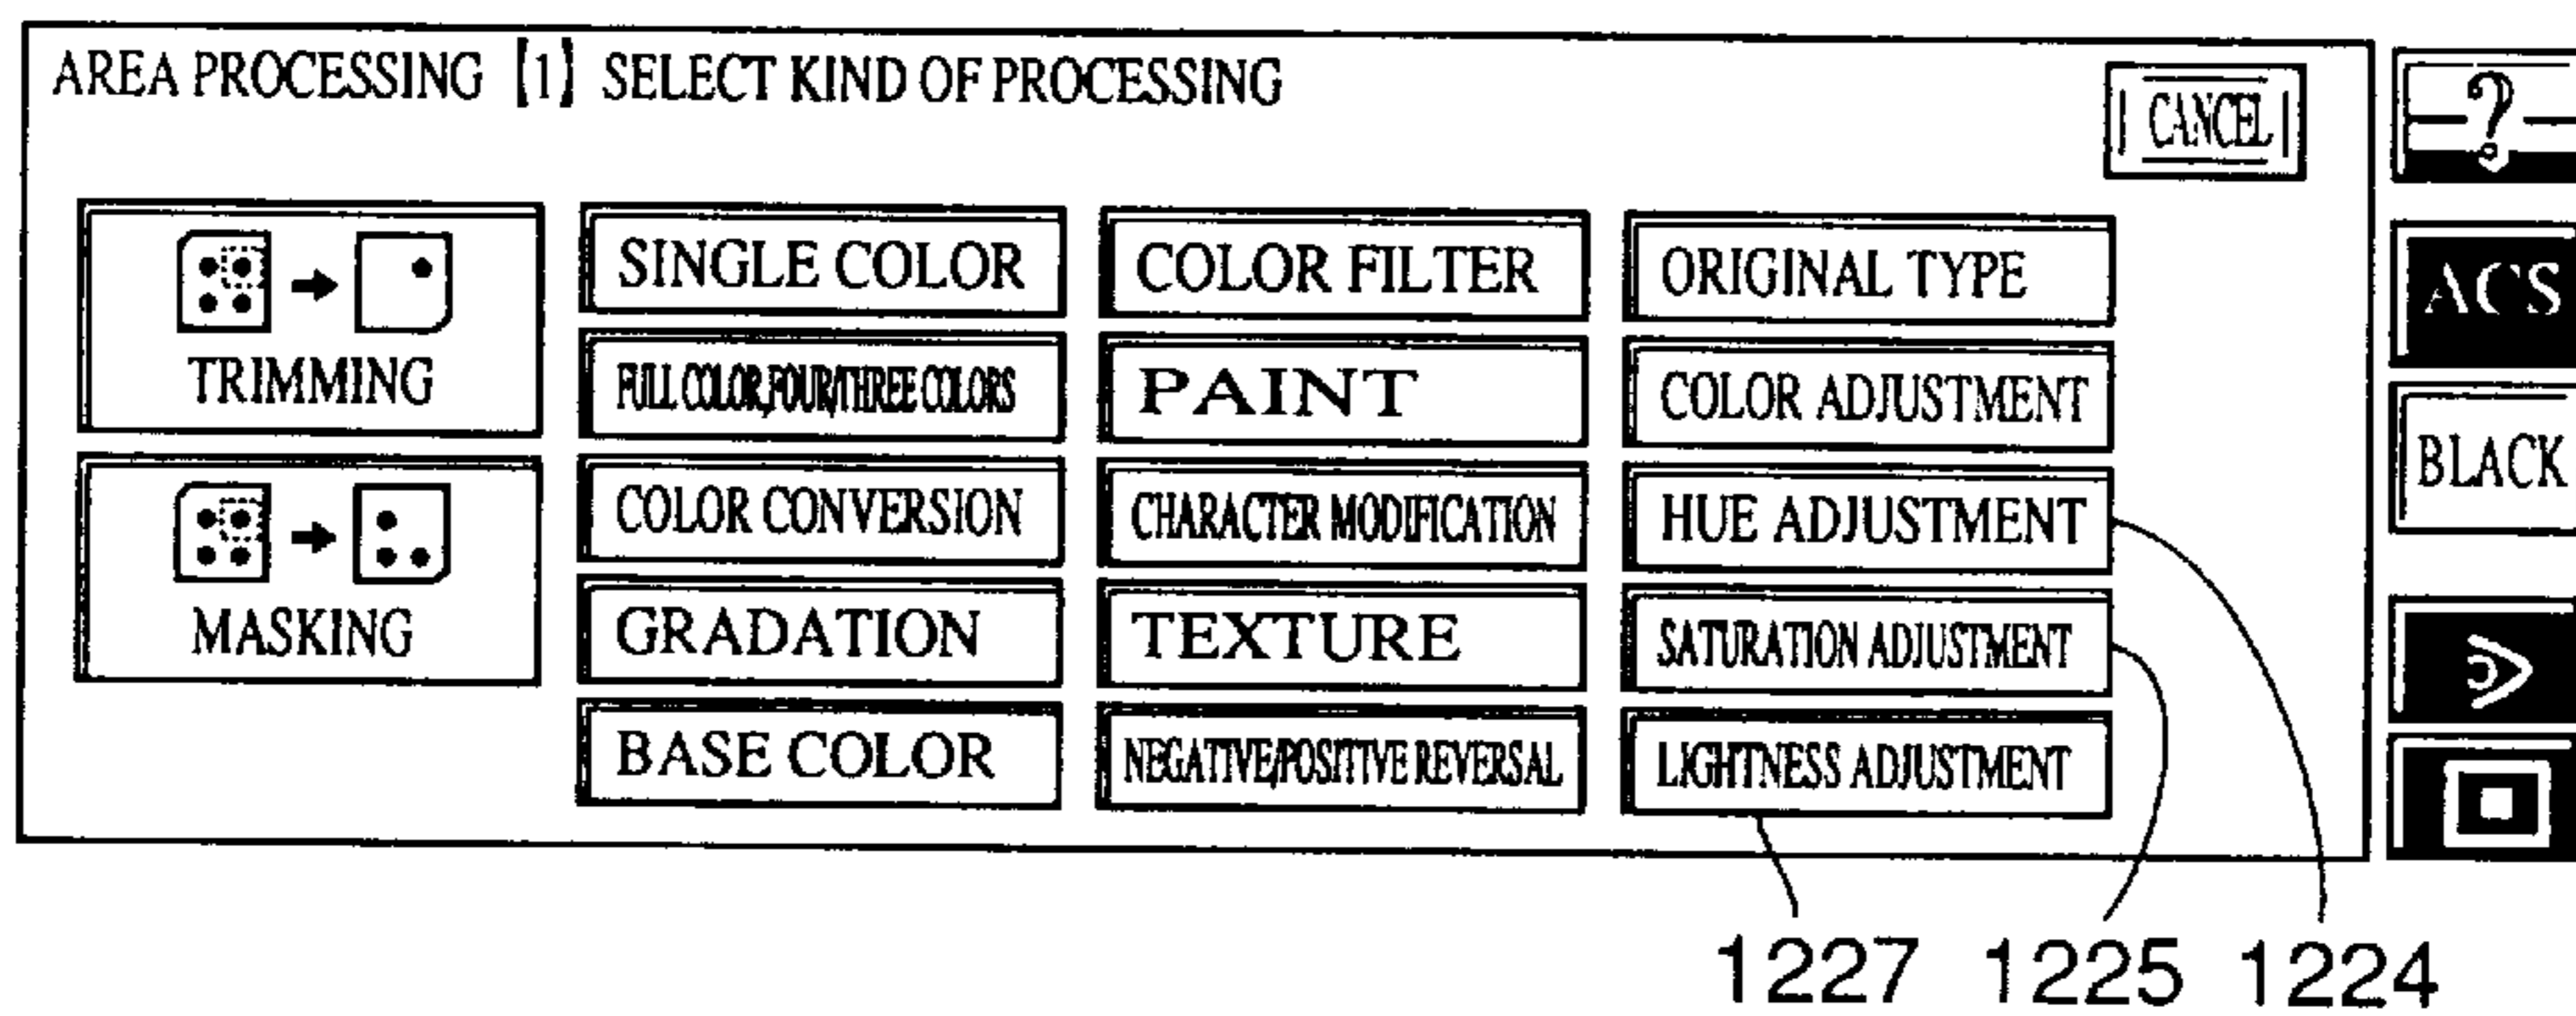 AREA PROCESSING [1] SELECT KIND OF PROCESSING
CANCEL
?
TRIMMING
MASKING
SINGLE COLOR
FULL COLOR,FOUR/THREE COLORS
COLOR CONVERSION
GRADATION
BASE COLOR
COLOR FILTER
PAINT
CHARACTER MODIFICATION
TEXTURE
NEGATIVE/POSITIVE REVERSAL
ORIGINAL TYPE
COLOR ADJUSTMENT
HUE ADJUSTMENT
SATURATION ADJUSTMENT
LIGHTNESS ADJUSTMENT
ACS
BLACK
1227 1225 1224